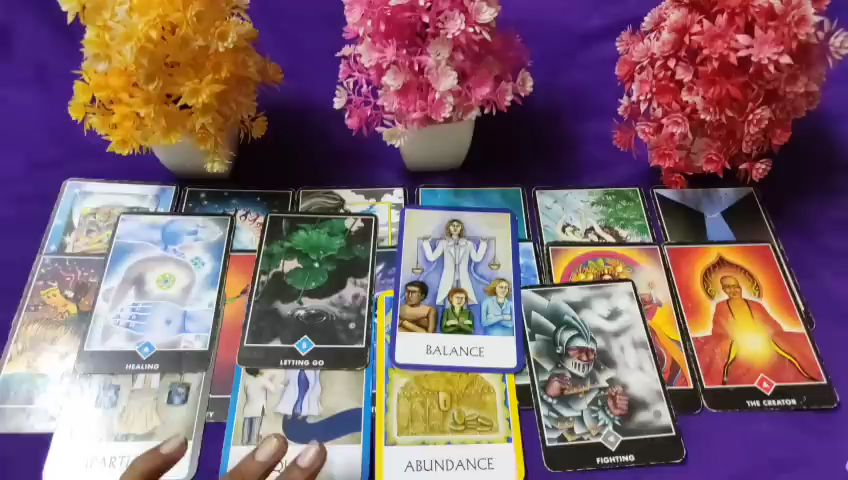 HEALING
LETTING GO
BALANCE
THE CREATOR
FIGHTING
ABUNDANCE